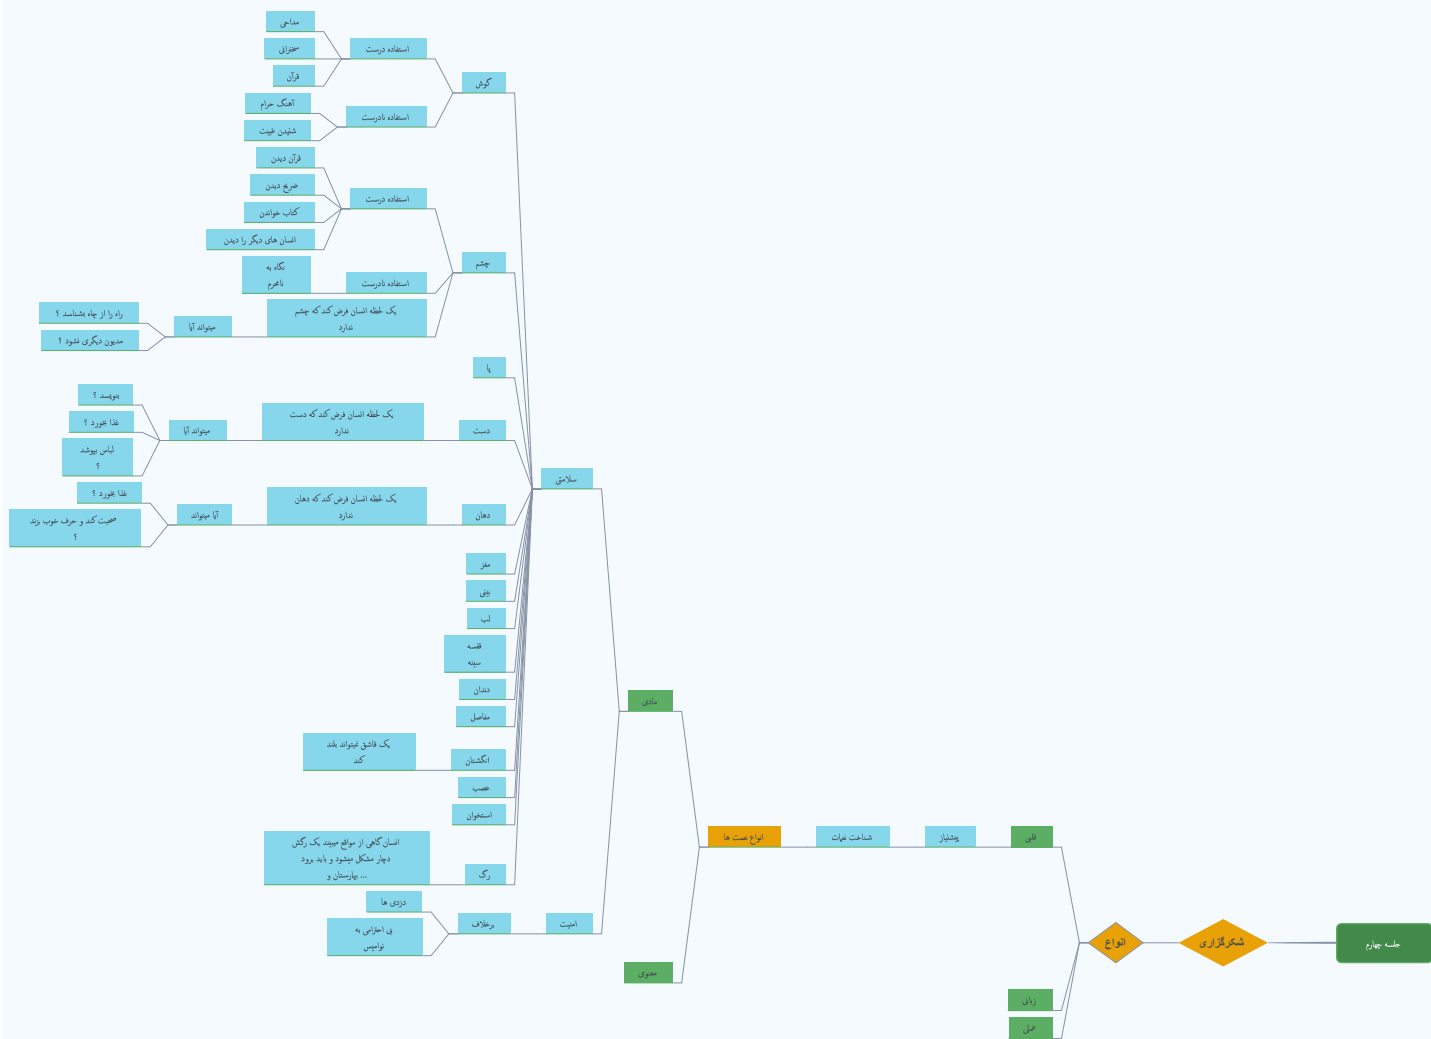 جلسه چهارم
شکرگزاری
انواع
قلبی
پیشنیاز
شناخت نعمات
انواع نعمت ها
مادی
سلامتی
گوش
استفاده درست
مداحی
سخنرانی
قرآن
استفاده نادرست
آهنگ حرام
شنیدن غیبت
چشم
استفاده درست
قرآن دیدن
ضریح دیدن
کتاب خواندن
انسان های دیگر را دیدن
استفاده نادرست
نگاه به
نامحرم
یک لحظه انسان فرض کند که چشم
ندارد
میتواند آیا
راه را از چاه بشناسد ؟
مدیون دیگری نشود ؟
پا
دست
یک لحظه انسان فرض کند که دست
ندارد
میتواند آیا
بنویسد ؟
غذا بخورد ؟
لباس بپوشد
؟
دهان
یک لحظه انسان فرض کند که دهان
ندارد
آیا میتواند
غذا بخورد ؟
صحبت کند و حرف خوب بزند
؟
مغز
بینی
لب
قفسه
سینه
دندان
مفاصل
انگشتان
یک قاشق نمیتواند بلند
کند
عصب
استخوان
رگ
انسان گاهی از مواقع میبیند یک رگش
دچار مشکل میشود و باید برود
بیمارستان و ...
امنیت
برخلاف
دزدی ها
بی احترامی به
نوامیس
معنوی
زبانی
عملی